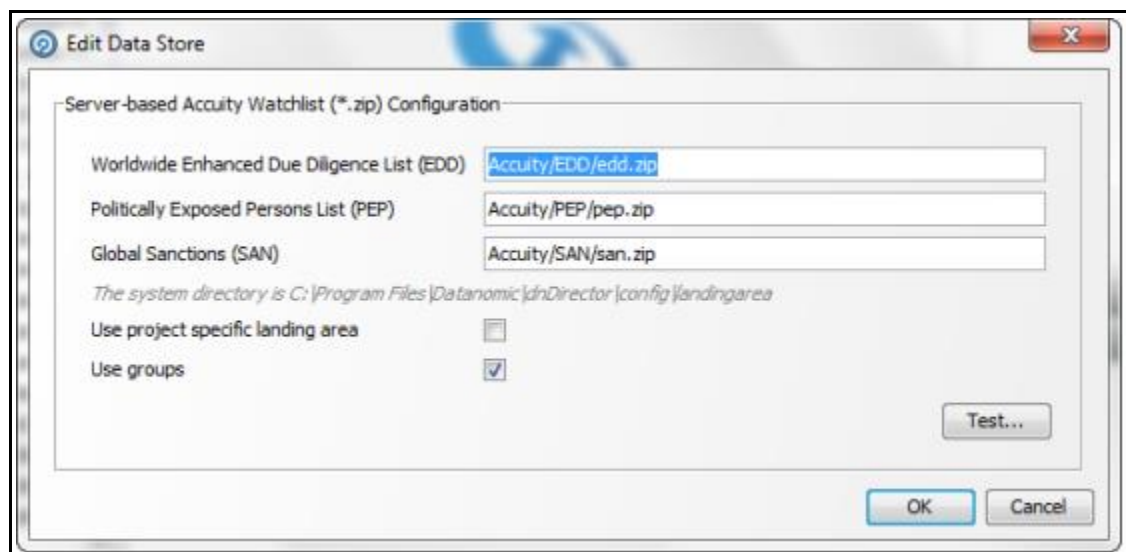 Edit Data Store
Server-based Accuity Watchlist (*.zip) Configuration
Worldwide Enhanced Due Diligence List (EDD) Accuity/EDD/edd.zip
Politically Exposed Persons List (PEP) Accuity/PEP/pep.zip
Global Sanctions (SAN) Accuity/SAN/san.zip
The system directory is C:\Program Files\Datanomic\dnDirector\config\landingarea
Use project specific landing area
Use groups
Test...
OK Cancel